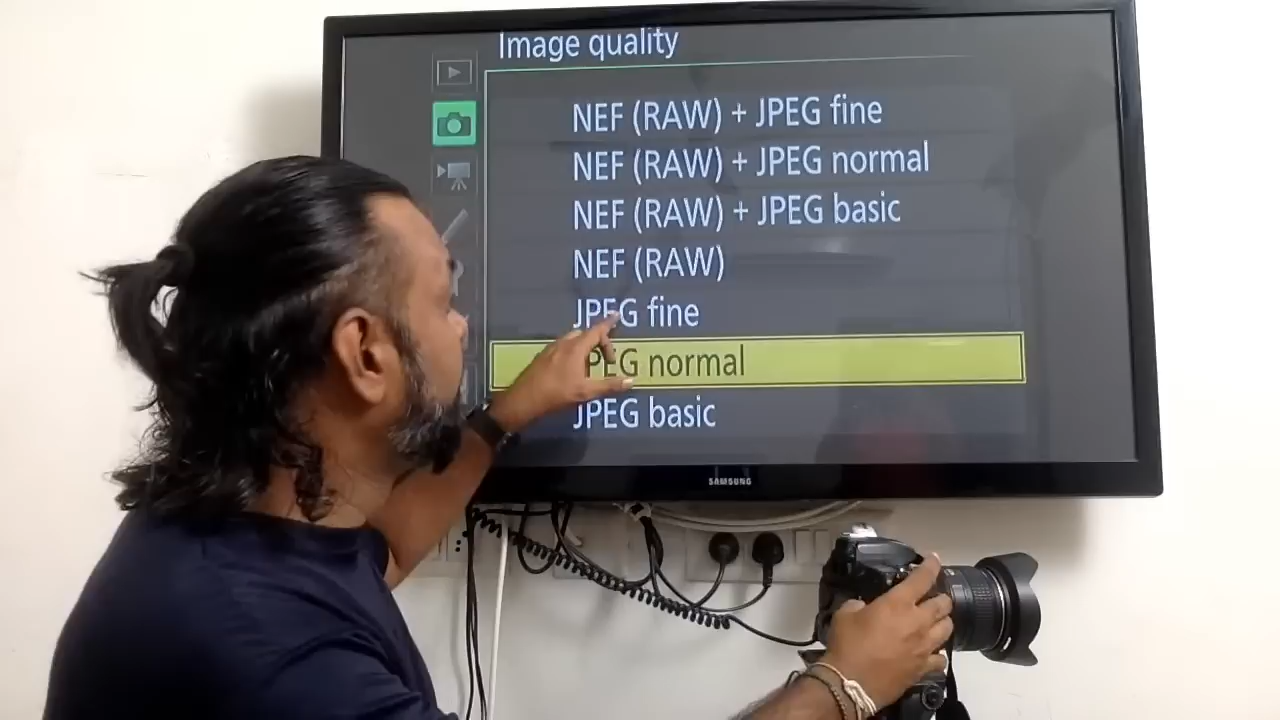 Image quality
NEF (RAW) + JPEG fine
NEF (RAW) + JPEG normal
NEF (RAW) + JPEG basic
NEF (RAW)
JPEG fine
JPEG normal
JPEG basic
SAMSUNG